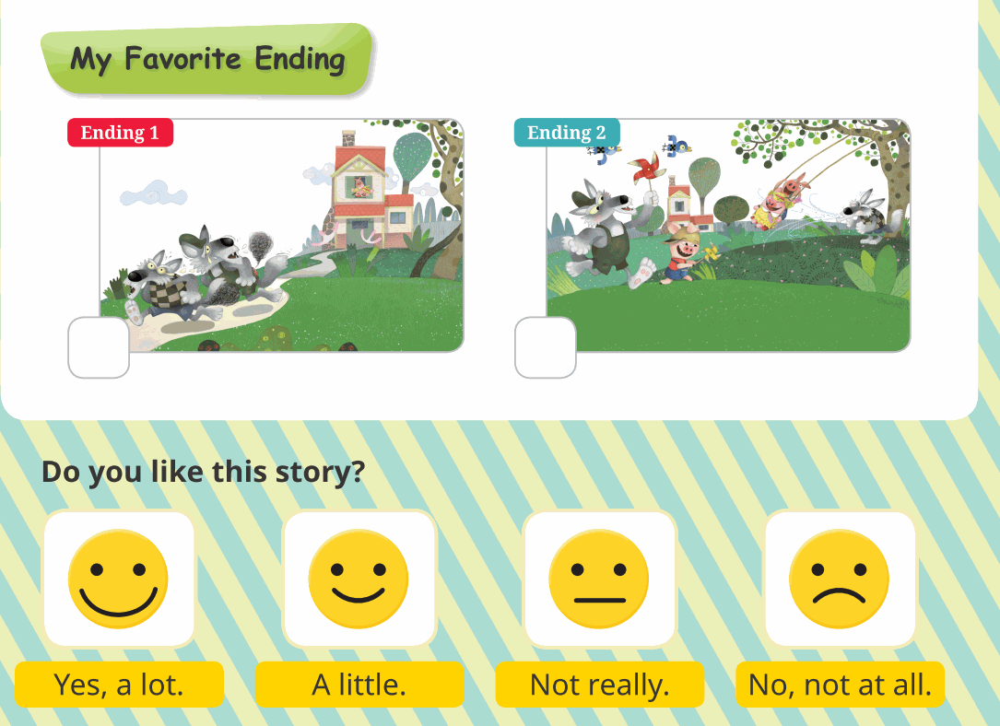 My Favorite Ending
Ending 1
Ending 2
Do you like this story?
Yes, a lot.
A little.
Not really.
No, not at all.